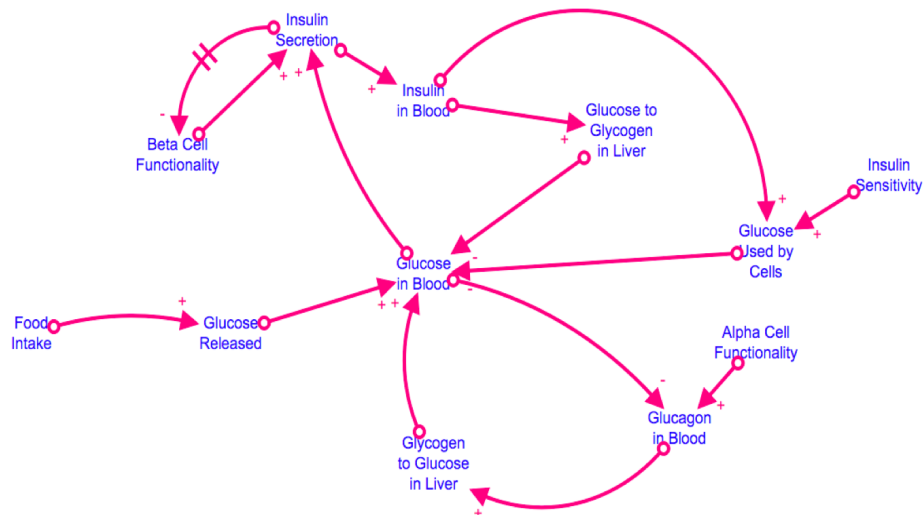 Insulin
Secretion
+ +
+
Insulin
in Blood
Glucose to
Glycogen
in Liver
+
-
Beta Cell
Functionality
Insulin
Sensitivity
+
+
Glucose
Used by
Cells
Glucose
in Blood
-
-
+ +
Food
Intake
+
Glucose
Released
Alpha Cell
Functionality
-
+
Glucagon
in Blood
Glycogen
to Glucose
in Liver
+